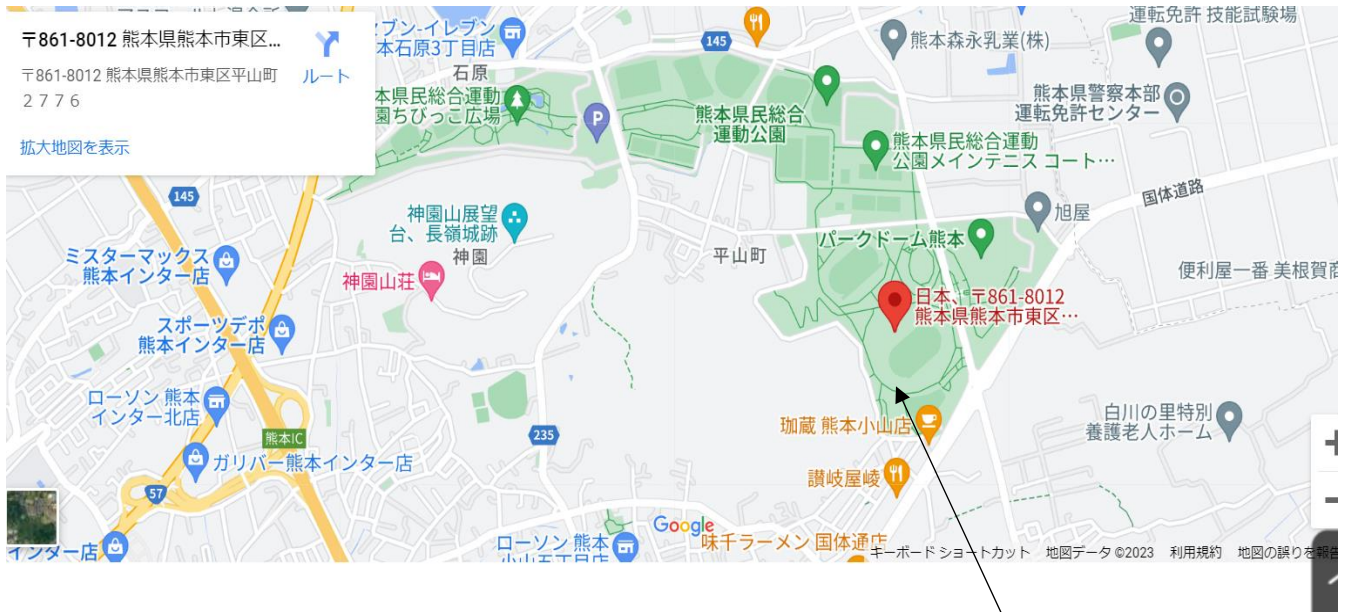 〒861-8012 熊本県熊本市東区...
〒861-8012 熊本県熊本市東区平山町
２７７６
ルート
拡大地図を表示
セブン-イレブン
本石原3丁目店
石原
本県民総合運動
園ちびっこ広場
145
熊本県民総合
運動公園
熊本森永乳業(株)
運転免許 技能試験場
熊本県警察本部
運転免許センター
熊本県民総合運動
公園メインテニス コート…
国体道路
145
神園山展望
台、長嶺城跡
神園
神園山荘
平山町
パークドーム熊本
旭屋
便利屋一番 美根賀商
ミスターマックス
熊本インター店
日本、〒861-8012
熊本県熊本市東区…
スポーツデポ
熊本インター店
ローソン 熊本
インター北店
熊本IC
ガリバー熊本インター店
57
235
珈蔵 熊本小山店
讃岐屋崚
白川の里特別
養護老人ホーム
インター店
ローソン 熊本
Google
味千ラーメン 国体通店
キーボード ショートカット
地図データ ©2023
利用規約
地図の誤りを報告